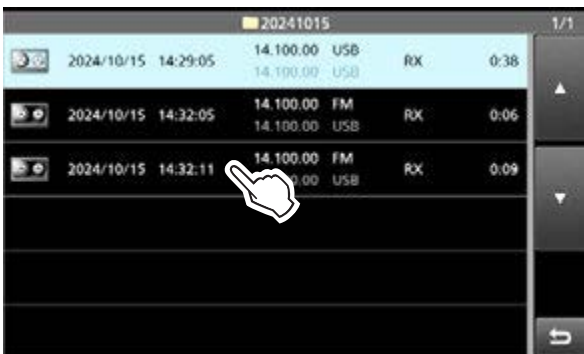 20241015 1/1
2024/10/15 14:29:05 14.100.00 USB RX 0:38
14.100.00 USB
2024/10/15 14:32:05 14.100.00 FM RX 0:06
14.100.00 USB
2024/10/15 14:32:11 14.100.00 FM RX 0:09
0.00 USB